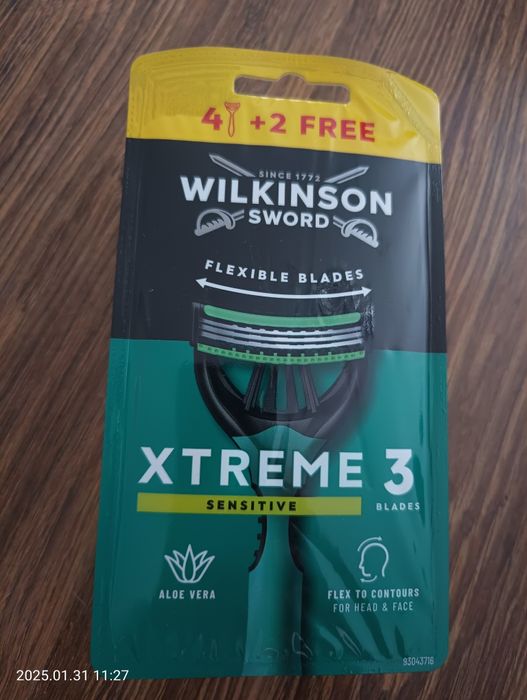 4 +2 FREE
SINCE 1772
WILKINSON
SWORD
FLEXIBLE BLADES
XTREME 3
BLADES
SENSITIVE
ALOE VERA
FLEX TO CONTOURS
FOR HEAD & FACE
93043716
2025.01.31 11:27